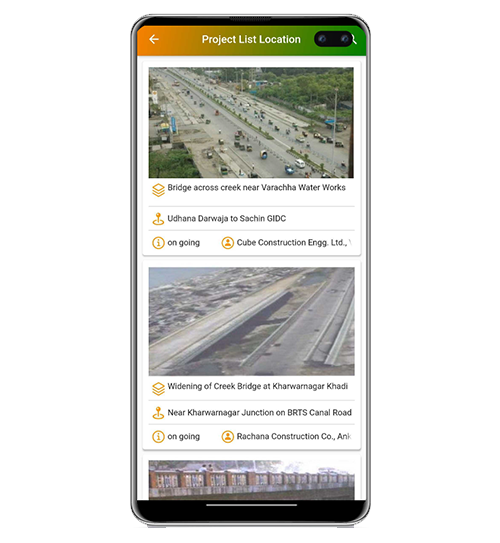 Project List Location
Bridge across creek near Varachha Water Works
Udhana Darwaja to Sachin GIDC
on going
Cube Construction Engg. Ltd.,
Widening of Creek Bridge at Kharwarnagar Khadi
Near Kharwarnagar Junction on BRTS Canal Road
on going
Rachana Construction Co., Ank